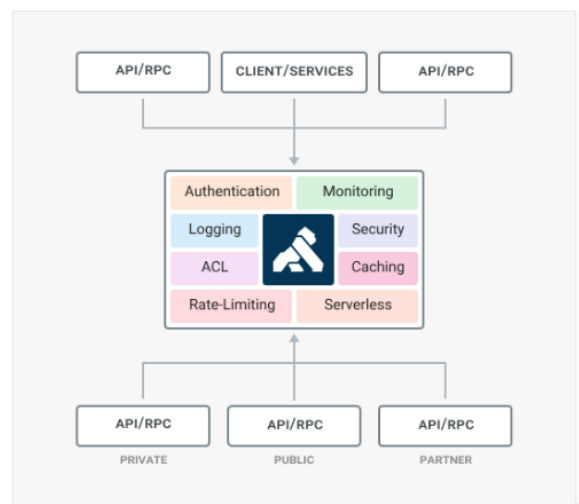 API/RPC
CLIENT/SERVICES
API/RPC
Authentication
Monitoring
Logging
Security
ACL
Caching
Rate-Limiting
Serverless
API/RPC
API/RPC
API/RPC
PRIVATE
PUBLIC
PARTNER